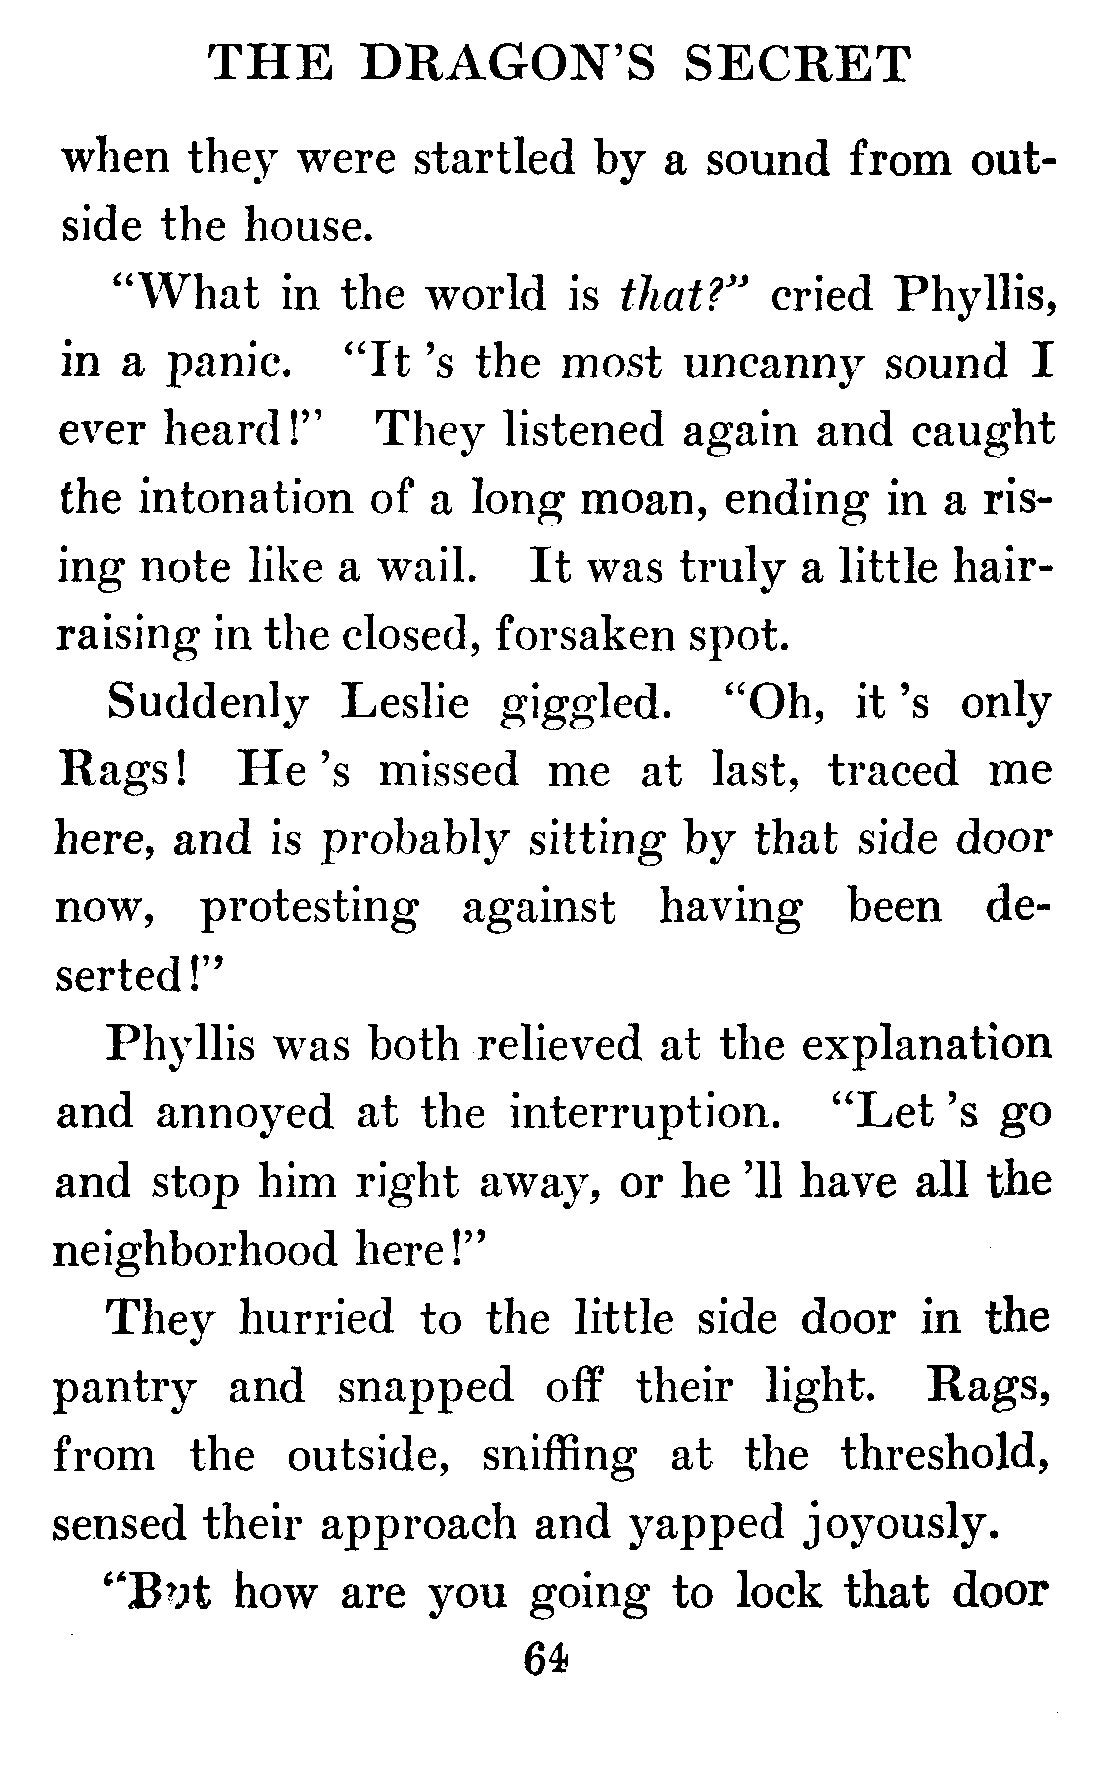 THE DRAGON'S SECRET
when they were startled by a sound from out-
side the house.
“What in the world is that?” cried Phyllis,
in a panic. “It 's the most uncanny sound I
ever heard!” They listened again and caught
the intonation of a long moan, ending in a ris-
ing note like a wail. It was truly a little hair-
raising in the closed, forsaken spot.
Suddenly Leslie giggled. “Oh, it 's only
Rags! He 's missed me at last, traced me
here, and is probably sitting by that side door
now, protesting against having been de-
serted!”
Phyllis was both relieved at the explanation
and annoyed at the interruption. “Let 's go
and stop him right away, or he 'll have all the
neighborhood here!”
They hurried to the little side door in the
pantry and snapped off their light. Rags,
from the outside, sniffing at the threshold,
sensed their approach and yapped joyously.
“But how are you going to lock that door
64